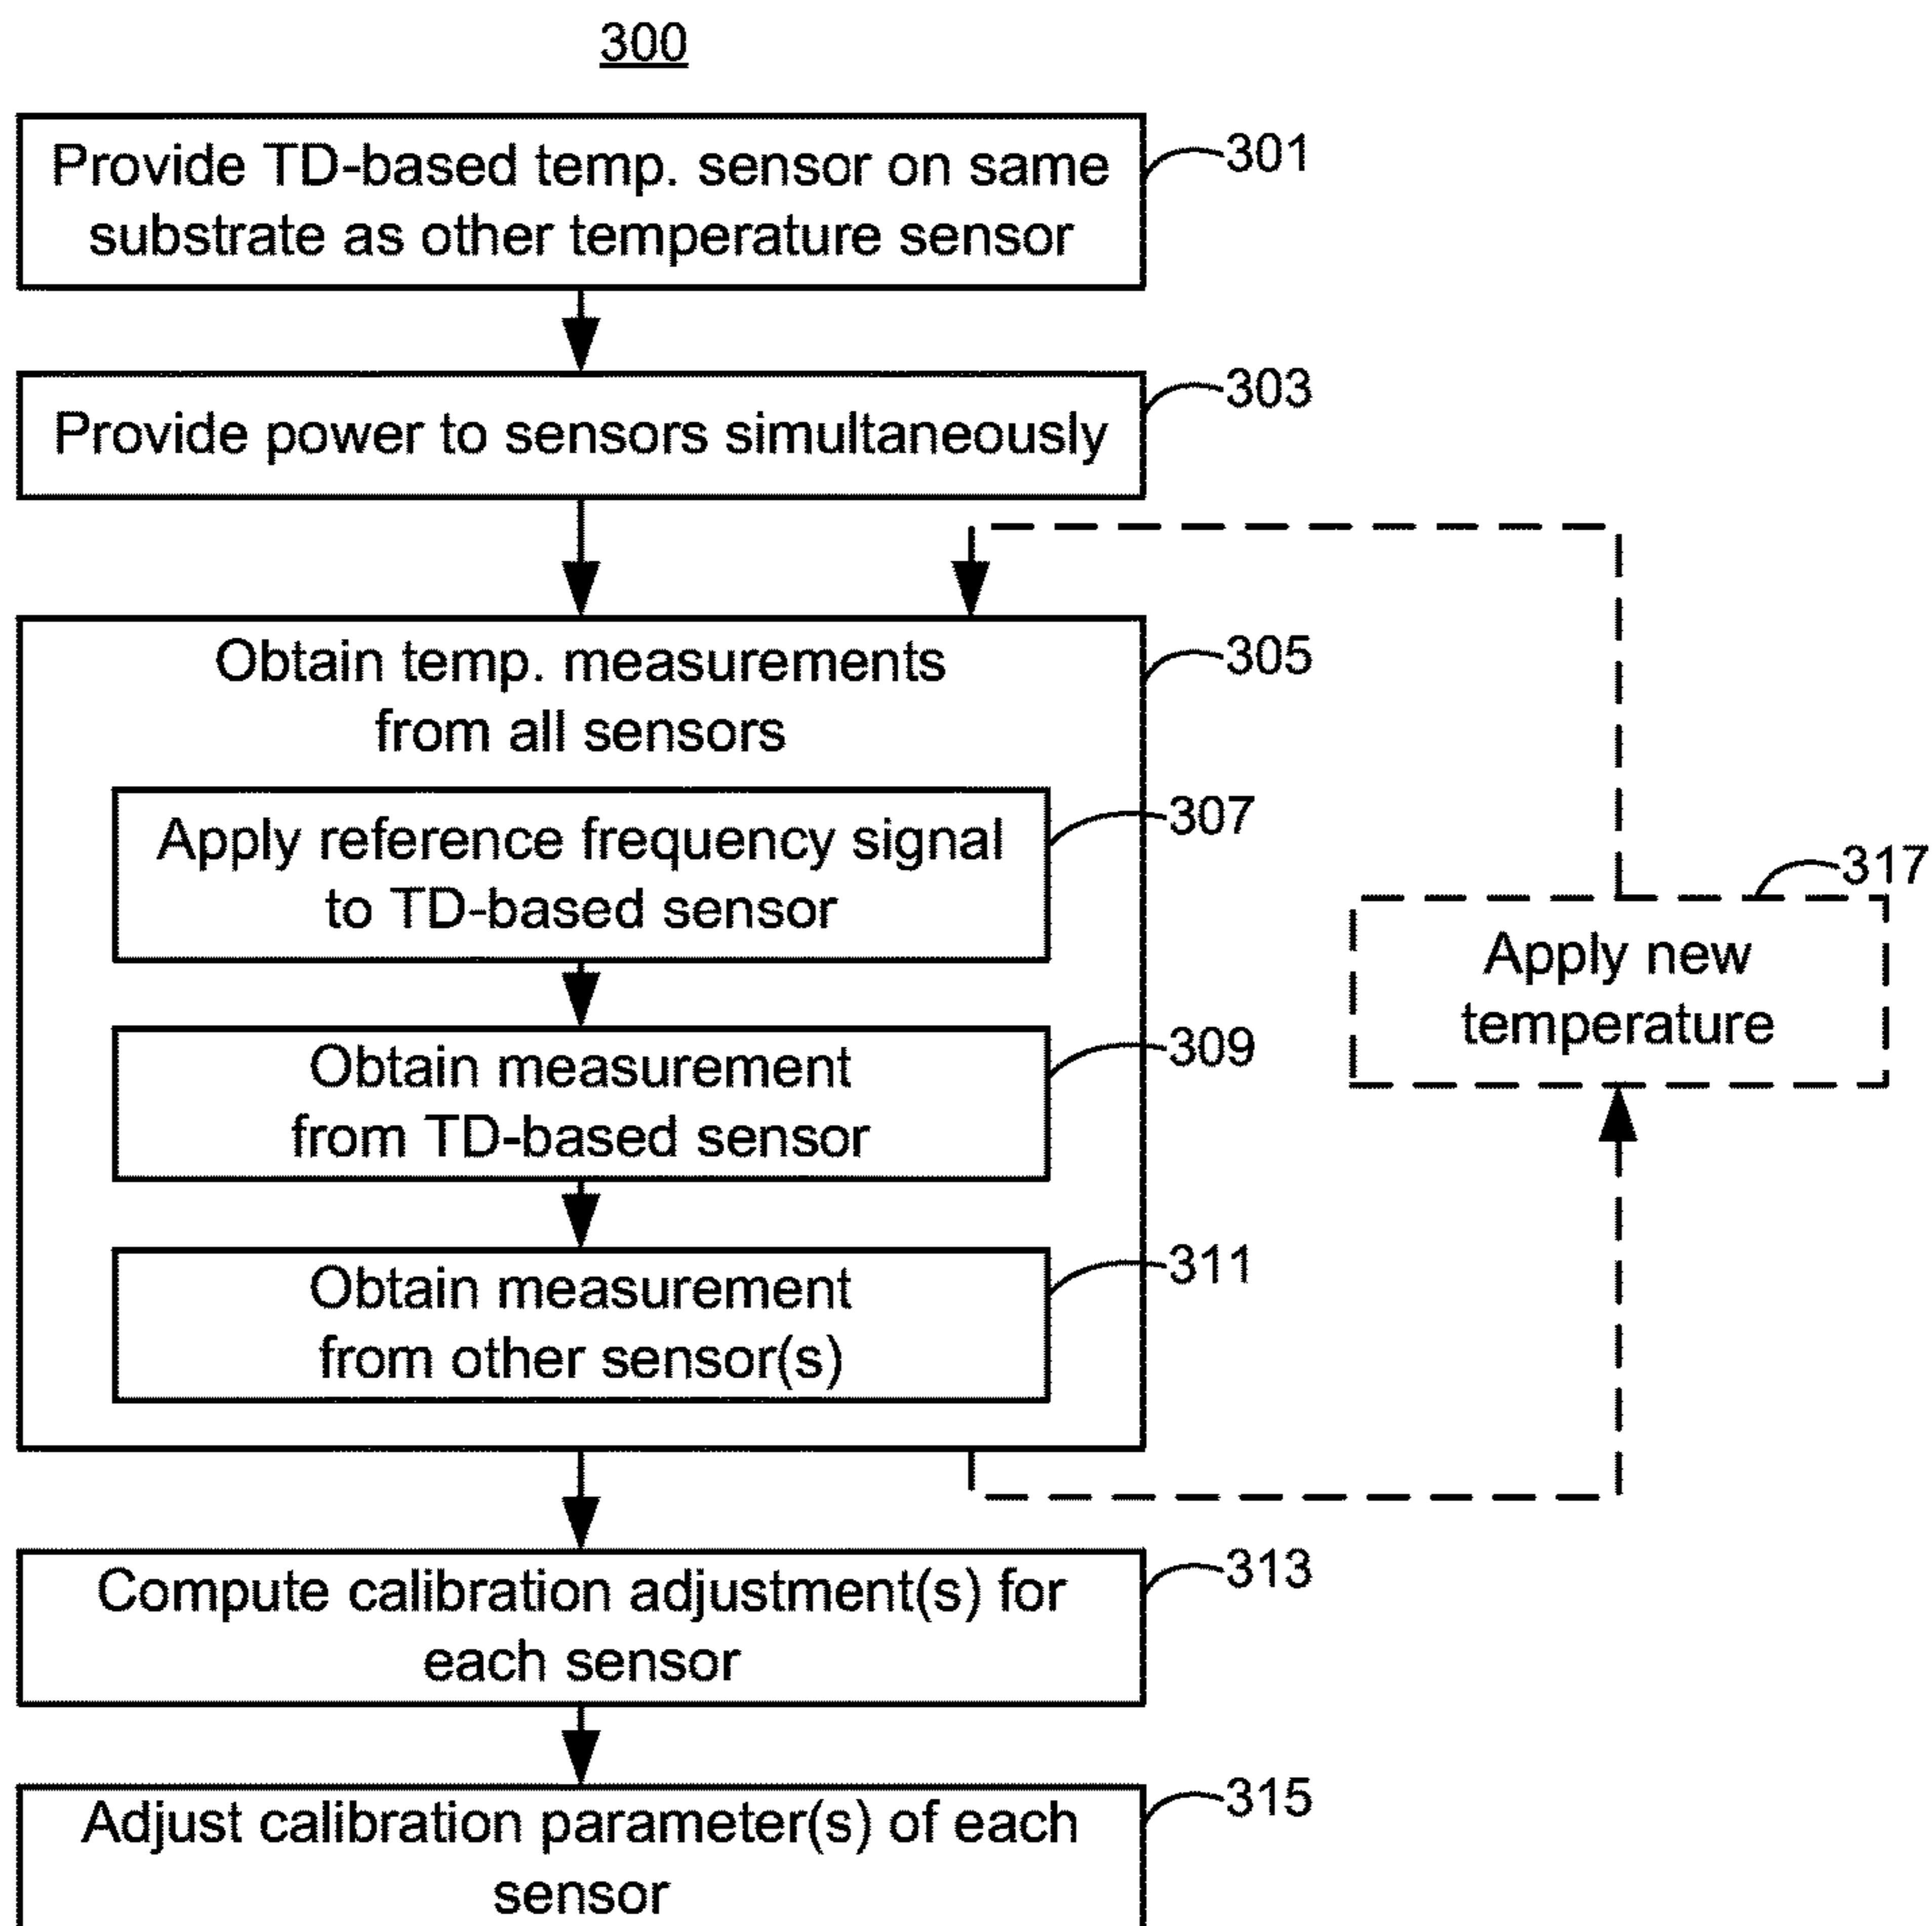 300
Provide TD-based temp. sensor on same
substrate as other temperature sensor
301
Provide power to sensors simultaneously
303
Obtain temp. measurements
from all sensors
305
Apply reference frequency signal
to TD-based sensor
307
Obtain measurement
from TD-based sensor
309
Obtain measurement
from other sensor(s)
311
Apply new
temperature
317
Compute calibration adjustment(s) for
each sensor
313
Adjust calibration parameter(s) of each
sensor
315